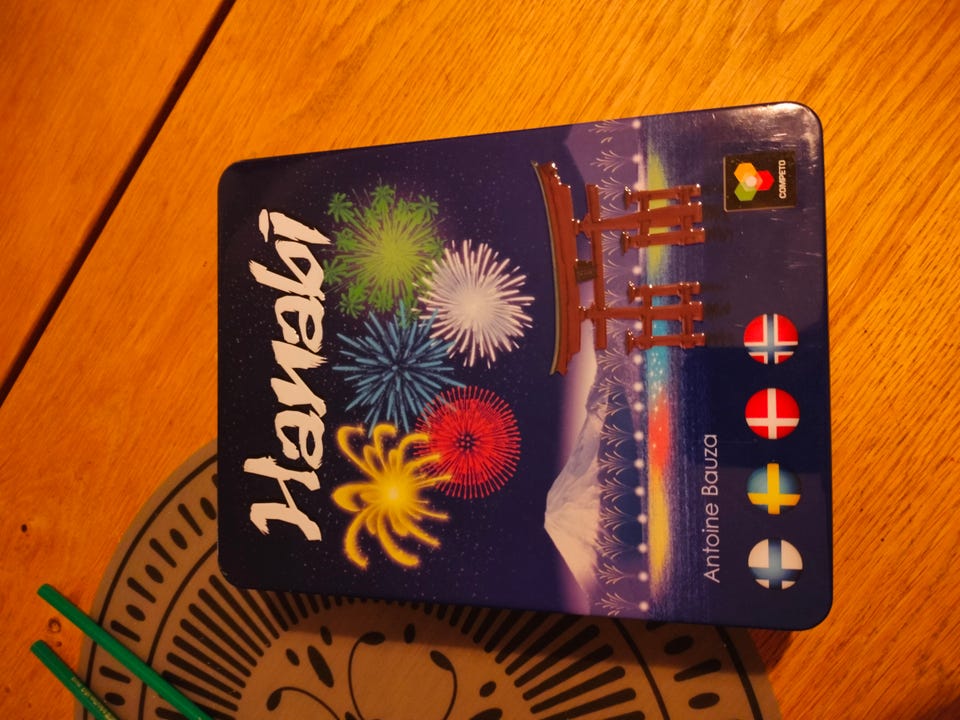 Hanabi
Antoine Bauza
COMPETO